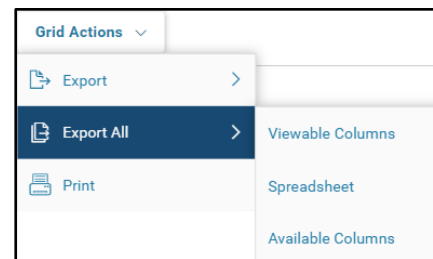 Grid Actions
Export
Export All
Viewable Columns
Print
Spreadsheet
Available Columns